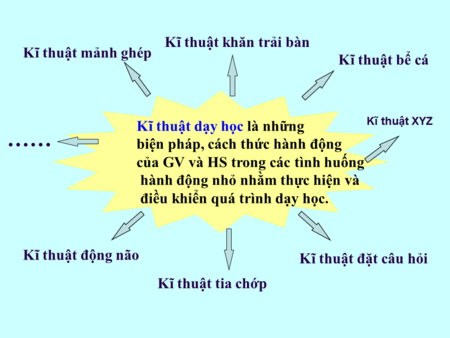 Kĩ thuật khăn trải bàn
Kĩ thuật mảnh ghép
Kĩ thuật bể cá
Kĩ thuật XYZ
Kĩ thuật dạy học là những
biện pháp, cách thức hành động
của GV và HS trong các tình huống
hành động nhỏ nhằm thực hiện và
điều khiển quá trình dạy học.
......
Kĩ thuật động não
Kĩ thuật đặt câu hỏi
Kĩ thuật tia chớp